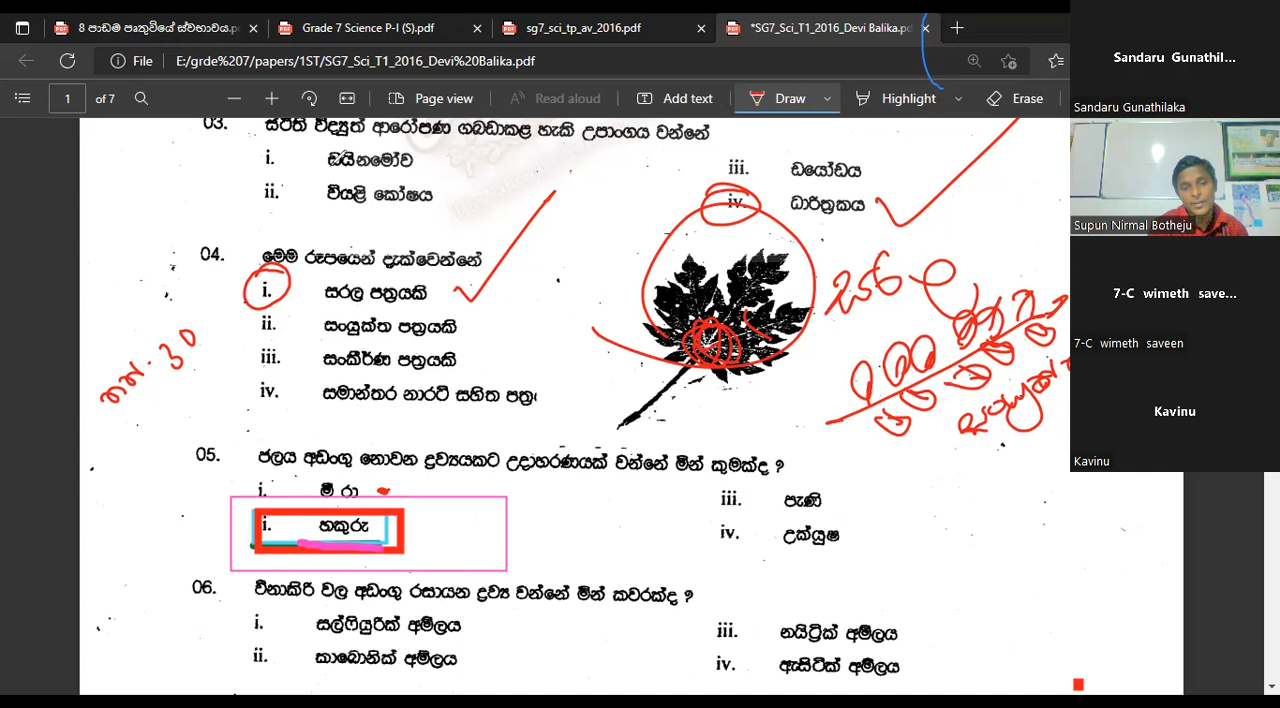 8 පාඩම පෘතුවියේ ස්වභාවය.pc
Grade 7 Science P-I (S).pdf
sg7_sci_tp_av_2016.pdf
*SG7_Sci_T1_2016_Devi Balika.pd
File
E:/grde%207/papers/1ST/SG7_Sci_T1_2016_Devi%20Balika.pdf
1 of 7
Page view
Read aloud
Add text
Draw
Highlight
Erase
03. ස්ථිති විද්‍යුත් ආරෝපණ ගබඩාකළ හැකි උපාංගය වන්නේ
i. ඩයිනමෝව
iii. ඩයෝඩය
ii. වියළි කෝෂය
iv. ධාරිත්‍රකය
04. මෙම රූපයෙන් දැක්වෙන්නේ
සරල
i. සරල පත්‍රයකි
ii. සංයුක්ත පත්‍රයකි
iii. සංකීර්ණ පත්‍රයකි
iv. සමාන්තර නාරටි සහිත පත්‍ර
05. ජලය අඩංගු නොවන ද්‍රව්‍යයකට උදාහරණයක් වන්නේ මින් කුමක්ද ?
i. මී රා
iii. පැණි
i. හකුරු
iv. උක්යුෂ
06. විනාකිරි වල අඩංගු රසායන ද්‍රව්‍ය වන්නේ මින් කවරක්ද ?
i. සල්ෆියුරික් අම්ලය
iii. නයිට්‍රික් අම්ලය
ii. කාබොනික් අම්ලය
iv. ඇසිටික් අම්ලය
Sandaru Gunathil...
Sandaru Gunathilaka
Supun Nirmal Botheju
7-C wimeth save...
7-C wimeth saveen
Kavinu
Kavinu